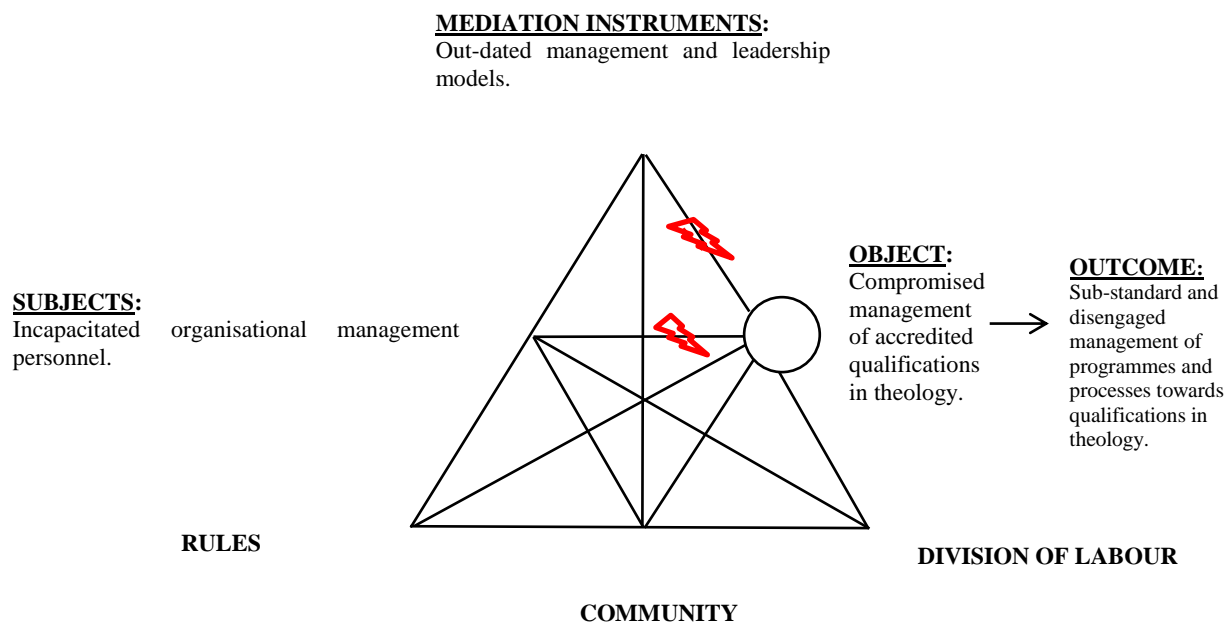 MEDIATION INSTRUMENTS:
Out-dated management and leadership
models.
SUBJECTS:
Incapacitated organisational management
personnel.
OBJECT:
Compromised
management
of accredited
qualifications
in theology.
OUTCOME:
Sub-standard and
disengaged
management of
programmes and
processes towards
qualifications in
theology.
RULES
DIVISION OF LABOUR
COMMUNITY